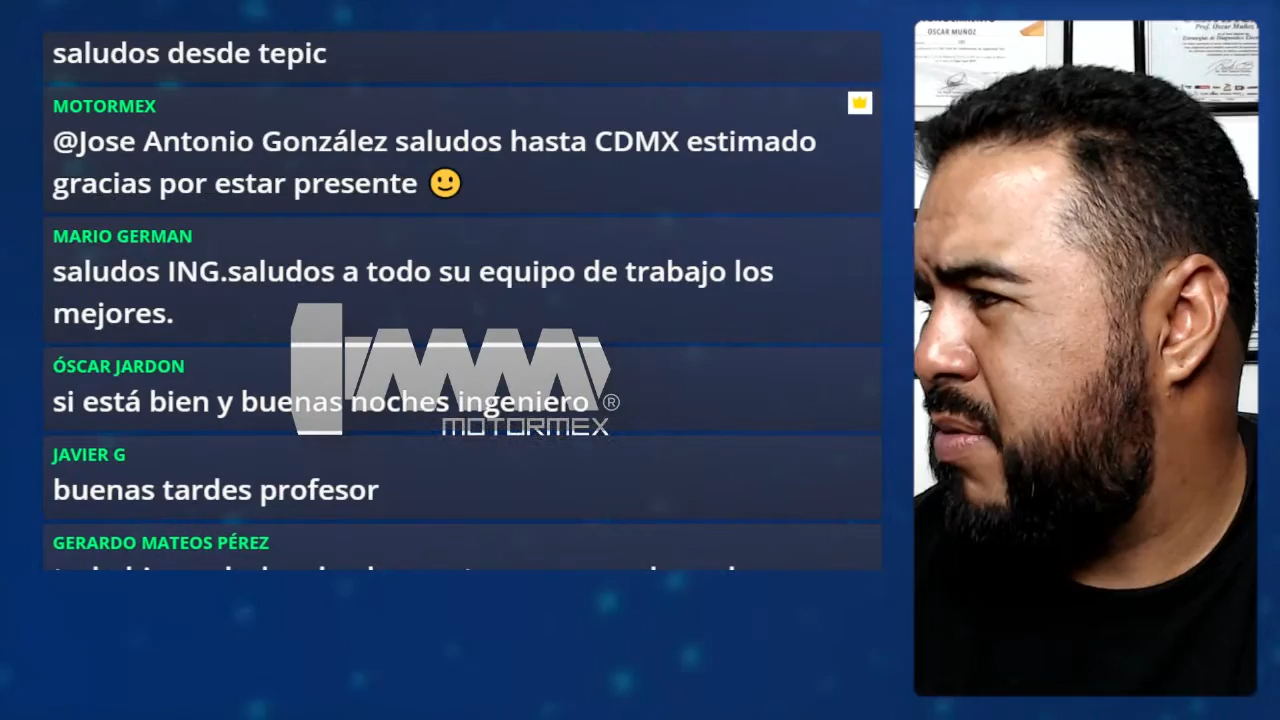 saludos desde tepic
MOTORMEX
@Jose Antonio González saludos hasta CDMX estimado
gracias por estar presente 🙂
MARIO GERMAN
saludos ING.saludos a todo su equipo de trabajo los
mejores.
ÓSCAR JARDON
si está bien y buenas noches ingeniero
®
MOTORMEX
JAVIER G
buenas tardes profesor
GERARDO MATEOS PÉREZ
OSCAR MUÑOZ